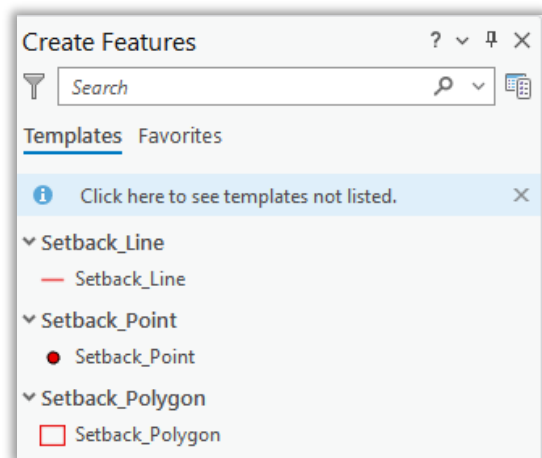 Create Features
Search
Templates Favorites
Click here to see templates not listed.
Setback_Line
Setback_Line
Setback_Point
Setback_Point
Setback_Polygon
Setback_Polygon